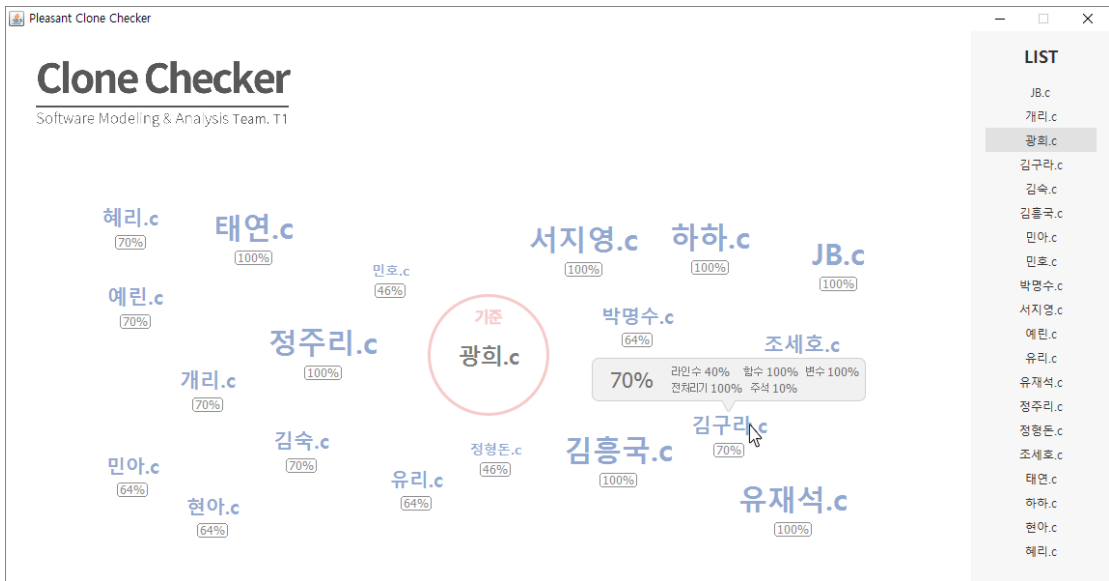 Pleasant Clone Checker
Clone Checker
Software Modeling & Analysis Team. T1
혜리.c
70%
태연.c
100%
민호.c
46%
서지영.c
100%
하하.c
100%
JB.c
100%
예린.c
70%
정주리.c
100%
기준
광희.c
박명수.c
64%
조세호.c
70% 라인수 40% 함수 100% 변수 100%
전처리기 100% 주석 10%
개리.c
70%
김구라.c
70%
김숙.c
70%
정형돈.c
46%
김흥국.c
100%
민아.c
64%
유리.c
64%
현아.c
64%
유재석.c
100%
LIST
JB.c
개리.c
광희.c
김구라.c
김숙.c
김흥국.c
민아.c
민호.c
박명수.c
서지영.c
예린.c
유리.c
유재석.c
정주리.c
정형돈.c
조세호.c
태연.c
하하.c
현아.c
혜리.c